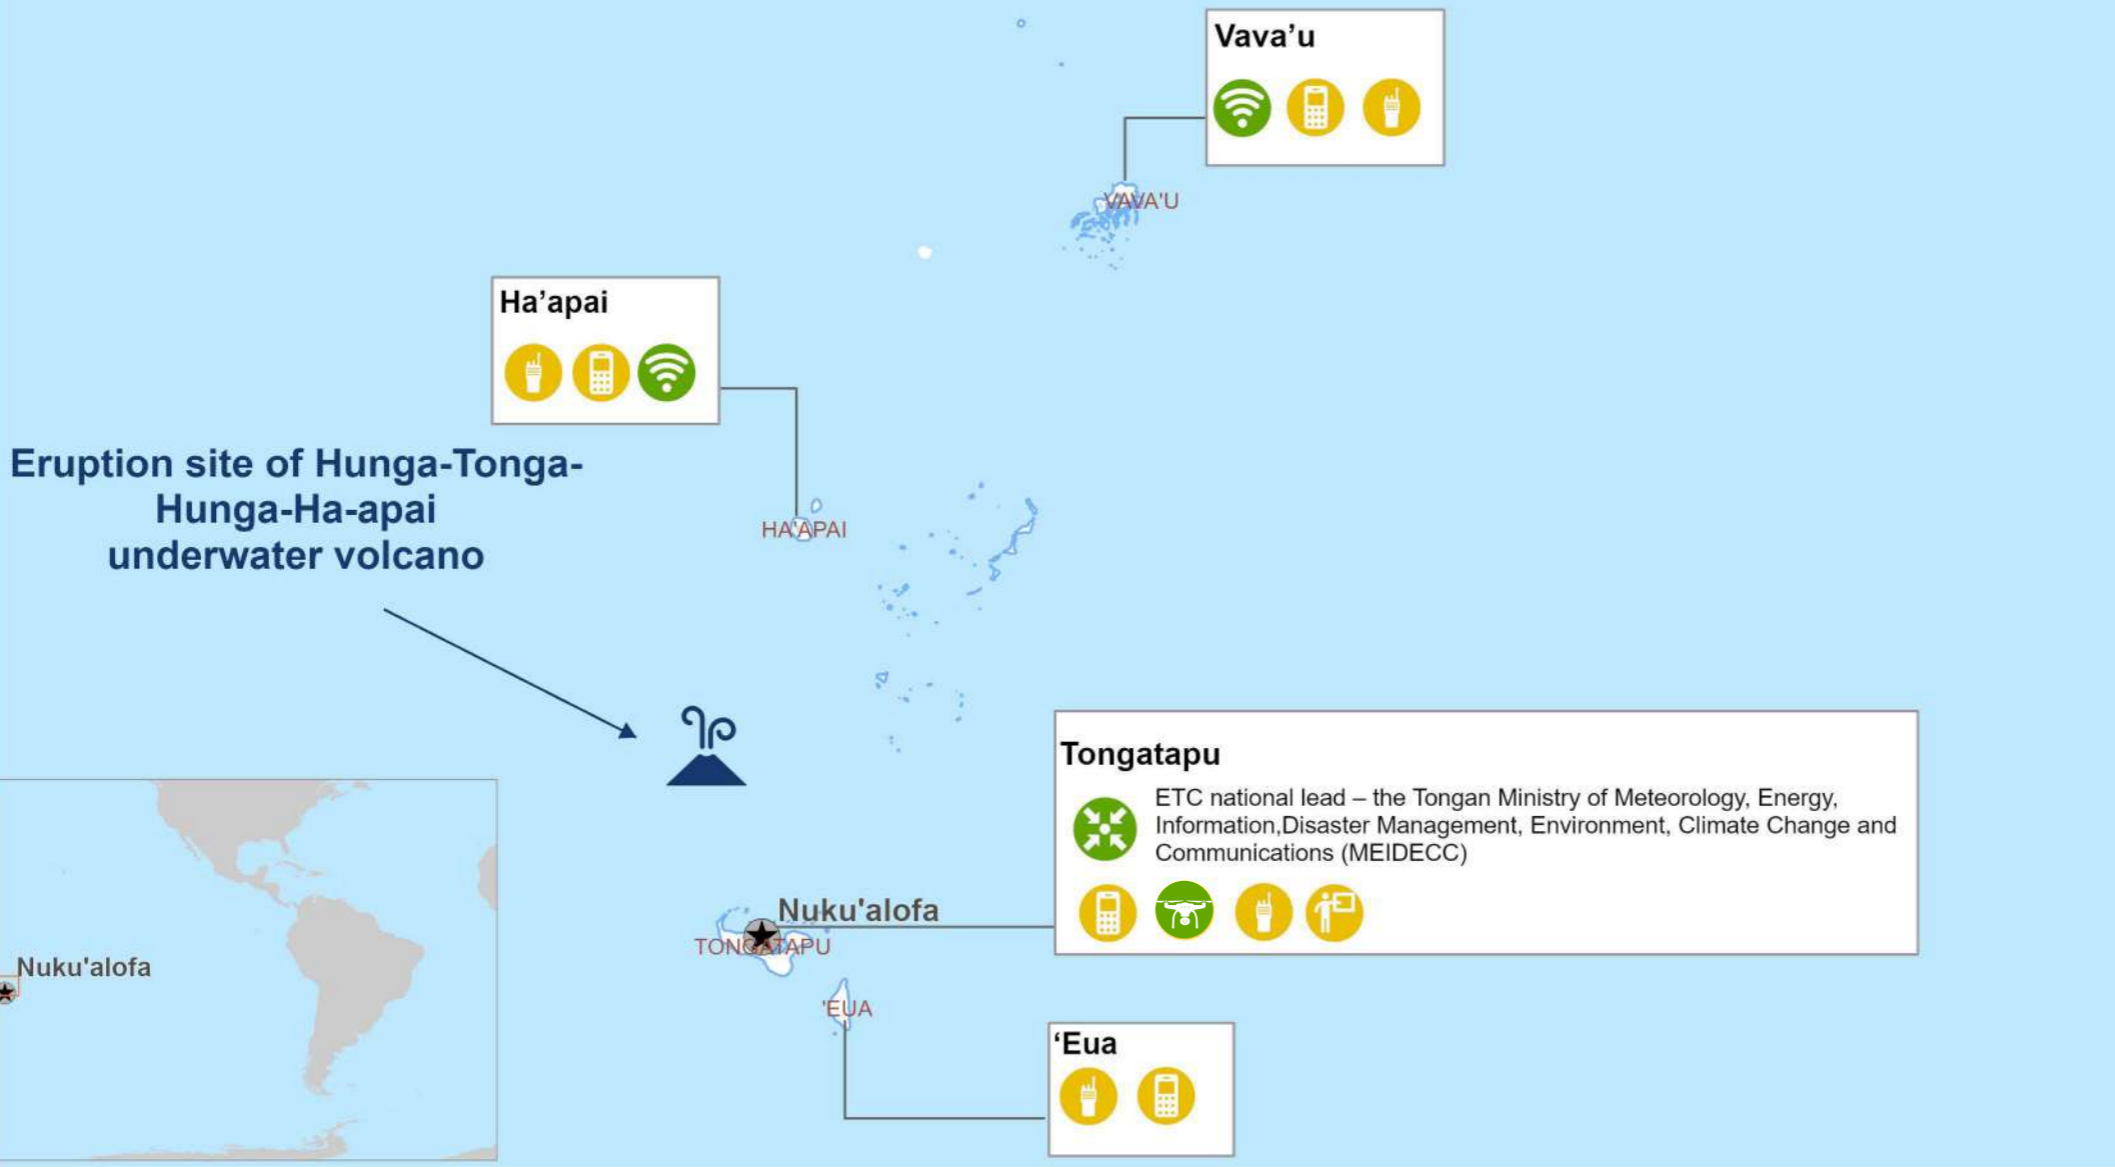 Vava’u
VAVA'U
Ha’apai
HA'APAI
Eruption site of Hunga-Tonga-
Hunga-Ha-apai
underwater volcano
Tongatapu
ETC national lead – the Tongan Ministry of Meteorology, Energy,
Information,Disaster Management, Environment, Climate Change and
Communications (MEIDECC)
Nuku'alofa
TONGATAPU
'EUA
‘Eua
Nuku'alofa